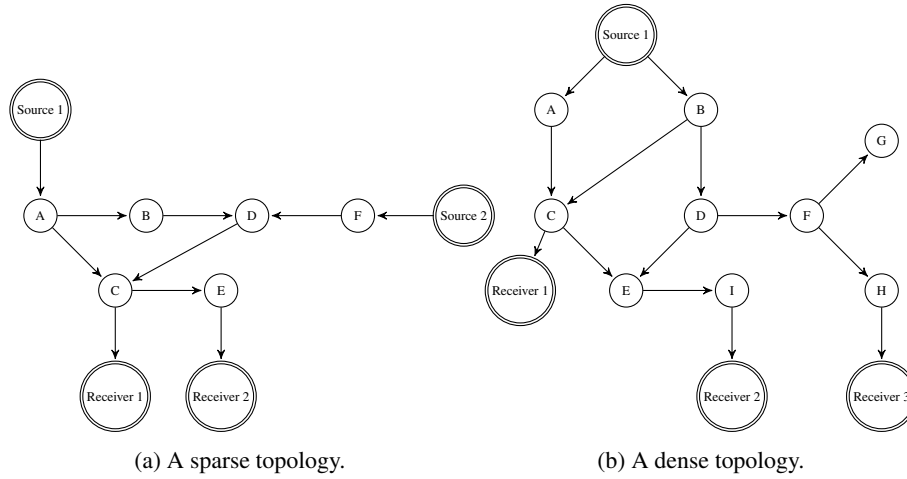 Source 1
A
B
D
F
Source 2
C
E
Receiver 1
Receiver 2
(a) A sparse topology.
Source 1
A
B
G
C
D
F
Receiver 1
E
I
H
Receiver 2
Receiver 3
(b) A dense topology.